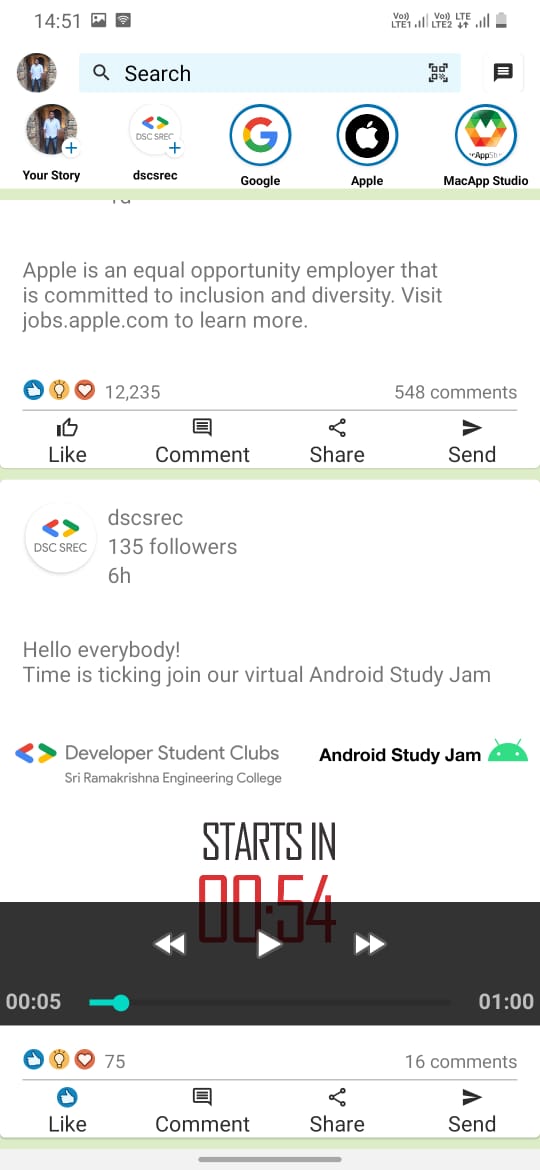 14:51
Vo) LTE1 Vo) LTE2 LTE
Search
Your Story
DSC SREC
dscsrec
Google
Apple
MacApp Studio
Apple is an equal opportunity employer that
is committed to inclusion and diversity. Visit
jobs.apple.com to learn more.
12,235
548 comments
Like
Comment
Share
Send
DSC SREC
dscsrec
135 followers
6h
Hello everybody!
Time is ticking join our virtual Android Study Jam
Developer Student Clubs
Sri Ramakrishna Engineering College
Android Study Jam
STARTS IN
00:54
00:05
01:00
75
16 comments
Like
Comment
Share
Send